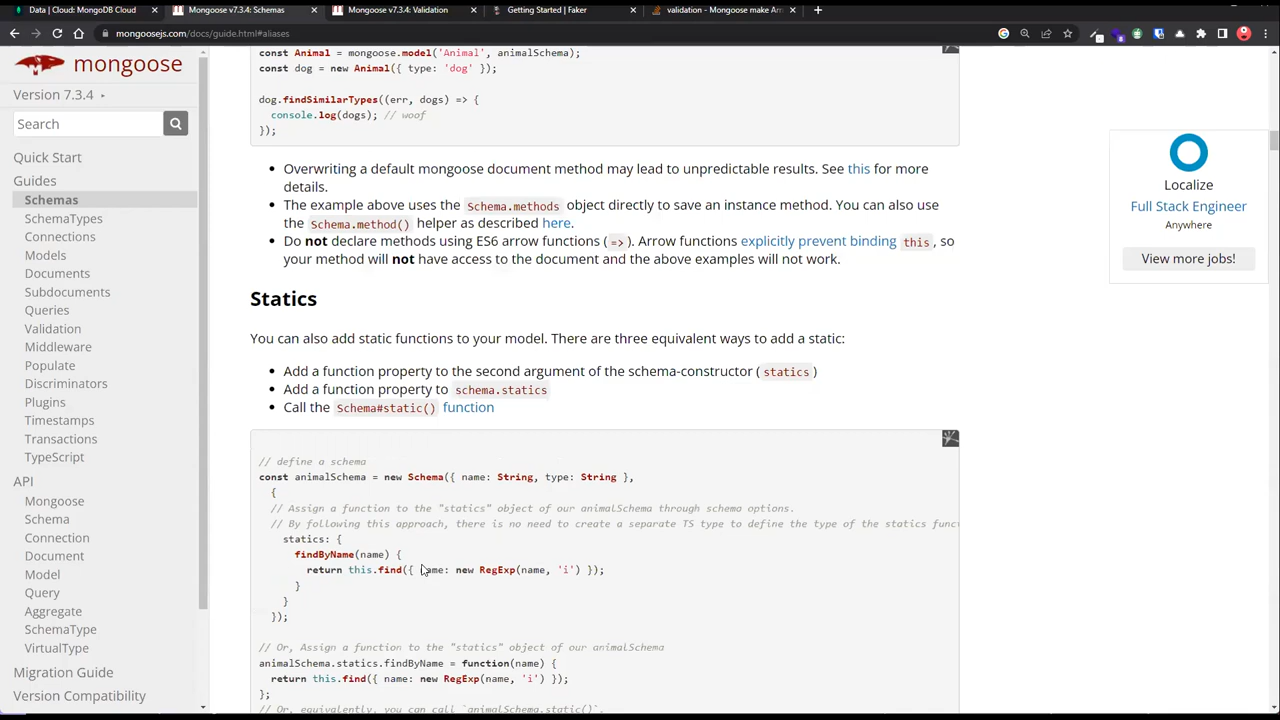 Data | Cloud: MongoDB Cloud
Mongoose v7.3.4: Schemas
Mongoose v7.3.4: Validation
Getting Started | Faker
validation - Mongoose make Arr
mongoosejs.com/docs/guide.html#aliases
mongoose
Version 7.3.4
Search
Quick Start
Guides
Schemas
SchemaTypes
Connections
Models
Documents
Subdocuments
Queries
Validation
Middleware
Populate
Discriminators
Plugins
Timestamps
Transactions
TypeScript
API
Mongoose
Schema
Connection
Document
Model
Query
Aggregate
SchemaType
VirtualType
Migration Guide
Version Compatibility
const Animal = mongoose.model('Animal', animalSchema);
const dog = new Animal({ type: 'dog' });
dog.findSimilarTypes((err, dogs) => {
console.log(dogs); // woof
});
Overwriting a default mongoose document method may lead to unpredictable results. See this for more
details.
The example above uses the Schema.methods object directly to save an instance method. You can also use
the Schema.method() helper as described here.
Do not declare methods using ES6 arrow functions (=>). Arrow functions explicitly prevent binding this, so
your method will not have access to the document and the above examples will not work.
Statics
You can also add static functions to your model. There are three equivalent ways to add a static:
Add a function property to the second argument of the schema-constructor (statics)
Add a function property to schema.statics
Call the Schema#static() function
// define a schema
const animalSchema = new Schema({ name: String, type: String },
{
// Assign a function to the "statics" object of our animalSchema through schema options.
// By following this approach, there is no need to create a separate TS type to define the type of the statics func
statics: {
findByName(name) {
return this.find({ name: new RegExp(name, 'i') });
}
}
});
// Or, Assign a function to the "statics" object of our animalSchema
animalSchema.statics.findByName = function(name) {
return this.find({ name: new RegExp(name, 'i') });
};
// Or, equivalently, you can call `animalSchema.static()`.
Localize
Full Stack Engineer
Anywhere
View more jobs!